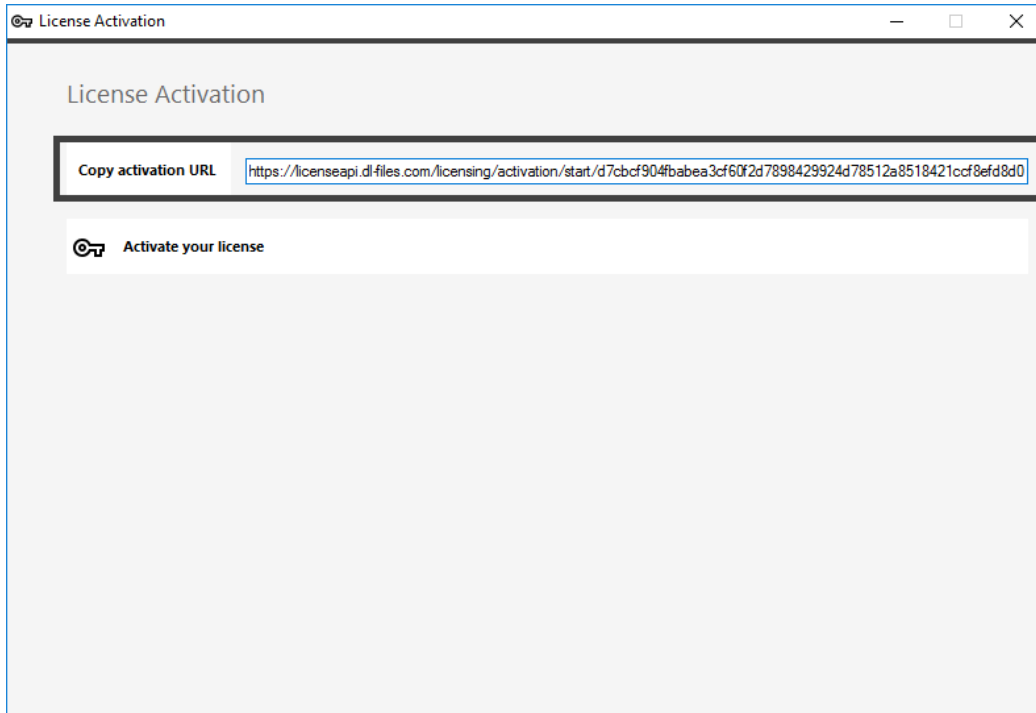 License Activation
License Activation
Copy activation URL https://licenseapi.dl-files.com/licensing/activation/start/d7cbcf904fbabea3cf60f2d7898429924d78512a8518421ccf8efd8d0
Activate your license